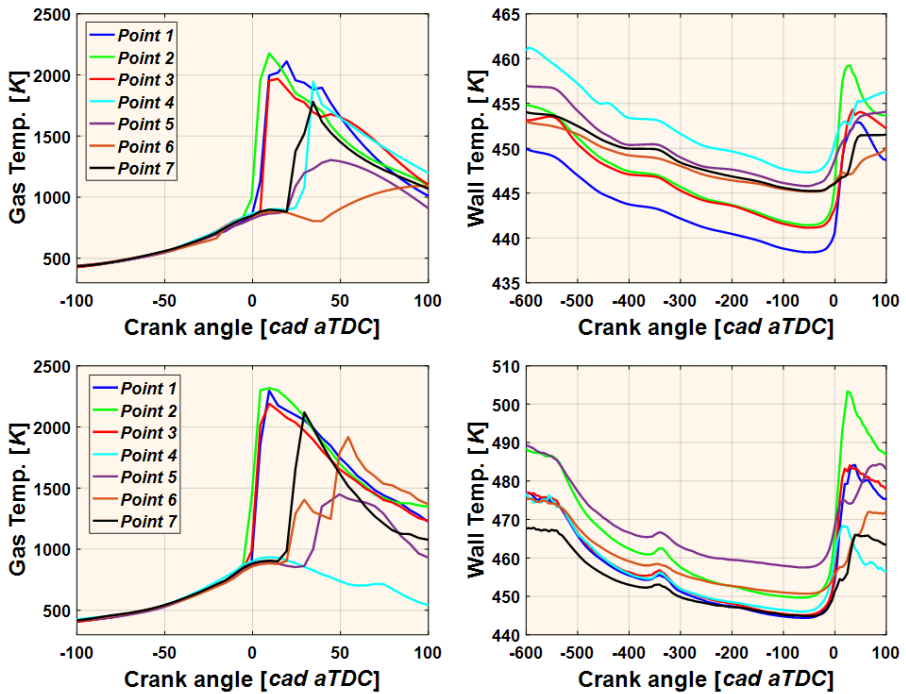 2500
2000
1500
1000
500
-100
-50
0
50
100
Gas Temp. [K]
Crank angle [cad aTDC]
Point 1
Point 2
Point 3
Point 4
Point 5
Point 6
Point 7
465
460
455
450
445
440
435
-600
-500
-400
-300
-200
-100
0
100
Wall Temp. [K]
Crank angle [cad aTDC]
2500
2000
1500
1000
500
-100
-50
0
50
100
Gas Temp. [K]
Crank angle [cad aTDC]
Point 1
Point 2
Point 3
Point 4
Point 5
Point 6
Point 7
510
500
490
480
470
460
450
440
-600
-500
-400
-300
-200
-100
0
100
Wall Temp. [K]
Crank angle [cad aTDC]